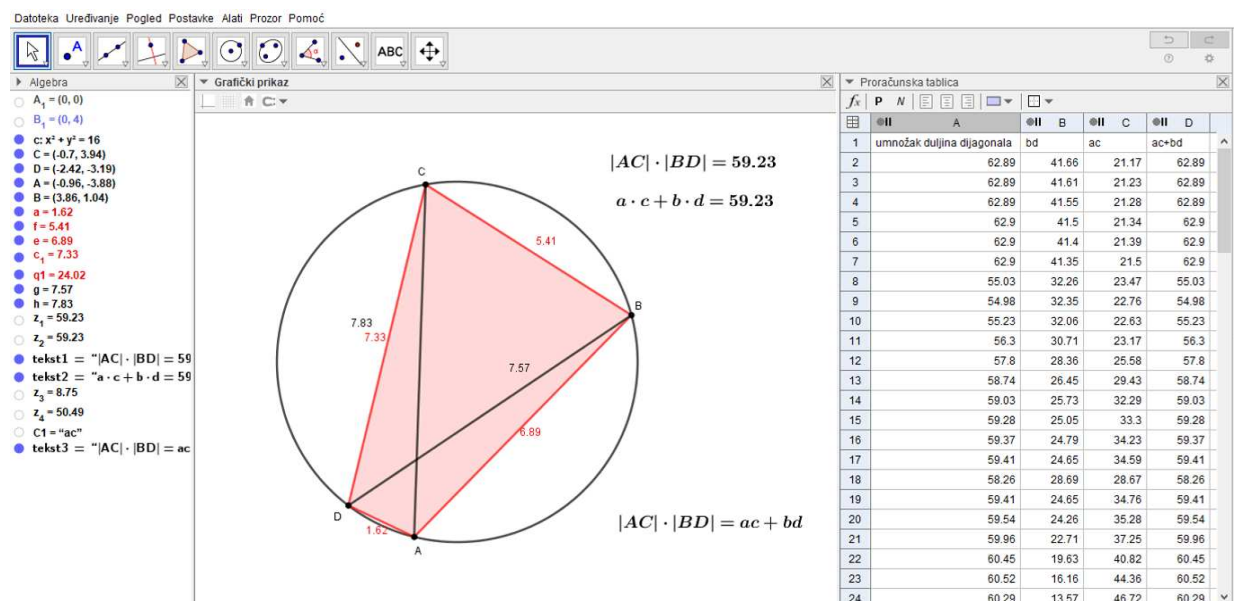 Datoteka Uređivanje Pogled Postavke Alati Prozor Pomoć
A
a
ABC
Algebra
A₁ = (0, 0)
B₁ = (0, 4)
c: x² + y² = 16
C = (-0.7, 3.94)
D = (-2.42, -3.19)
A = (-0.96, -3.88)
B = (3.86, 1.04)
a = 1.62
f = 5.41
e = 6.89
c₁ = 7.33
q1 = 24.02
g = 7.57
h = 7.83
z₁ = 59.23
z₂ = 59.23
tekst1 = “|AC| · |BD| = 59
tekst2 = “a · c + b · d = 59
z₃ = 8.75
z₄ = 50.49
C1 = “ac”
tekst3 = “|AC| · |BD| = ac
Grafički prikaz
|AC| · |BD| = 59.23
a · c + b · d = 59.23
C
5.41
B
7.83
7.33
7.57
6.89
D
1.62
A
|AC| · |BD| = ac + bd
Proračunska tablica
fx P N
A B C D
1 umnožak duljina dijagonala bd ac ac+bd
2 62.89 41.66 21.17 62.89
3 62.89 41.61 21.23 62.89
4 62.89 41.55 21.28 62.89
5 62.9 41.5 21.34 62.9
6 62.9 41.4 21.39 62.9
7 62.9 41.35 21.5 62.9
8 55.03 32.26 23.47 55.03
9 54.98 32.35 22.76 54.98
10 55.23 32.06 22.63 55.23
11 56.3 30.71 23.17 56.3
12 57.8 28.36 25.58 57.8
13 58.74 26.45 29.43 58.74
14 59.03 25.73 32.29 59.03
15 59.28 25.05 33.3 59.28
16 59.37 24.79 34.23 59.37
17 59.41 24.65 34.59 59.41
18 58.26 28.69 28.67 58.26
19 59.41 24.65 34.76 59.41
20 59.54 24.26 35.28 59.54
21 59.96 22.71 37.25 59.96
22 60.45 19.63 40.82 60.45
23 60.52 16.16 44.36 60.52
24 60.29 13.57 46.72 60.29